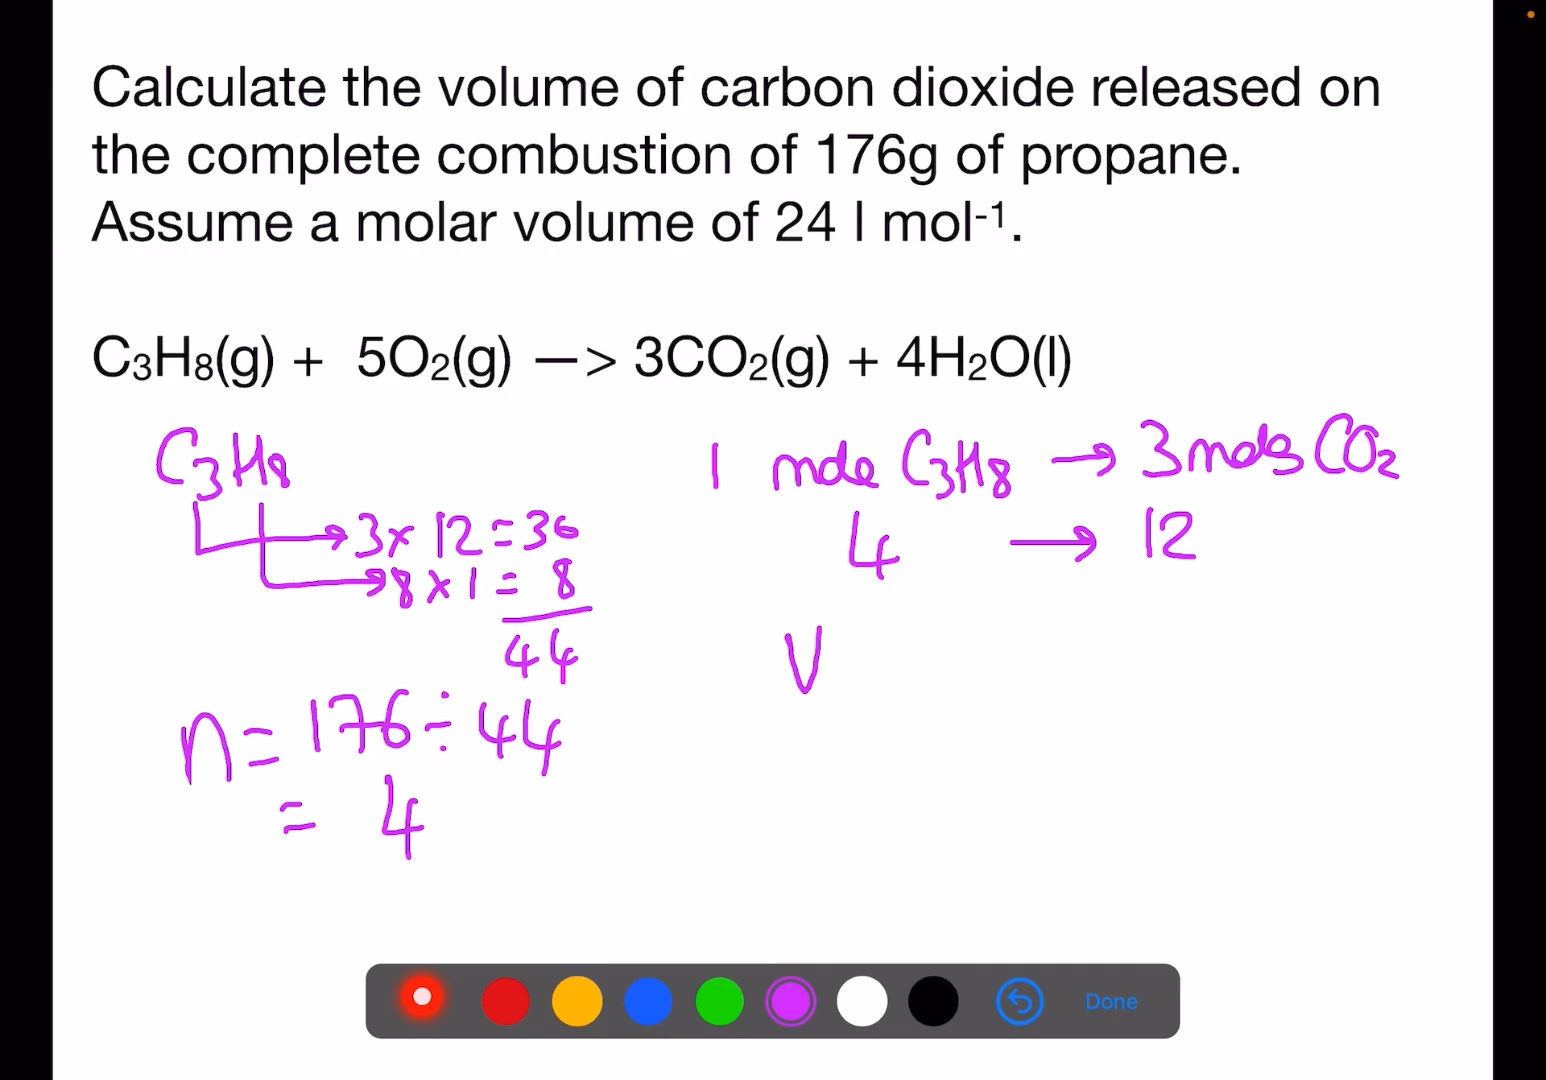 Calculate the volume of carbon dioxide released on
the complete combustion of 176g of propane.
Assume a molar volume of 24 l mol⁻¹.
C₃H₈(g) + 5O₂(g) —> 3CO₂(g) + 4H₂O(l)
C₃H₈
3 x 12 = 36
8 x 1 = 8
44
n = 176 ÷ 44
= 4
1 mole C₃H₈ → 3 moles CO₂
4 → 12
V
Done